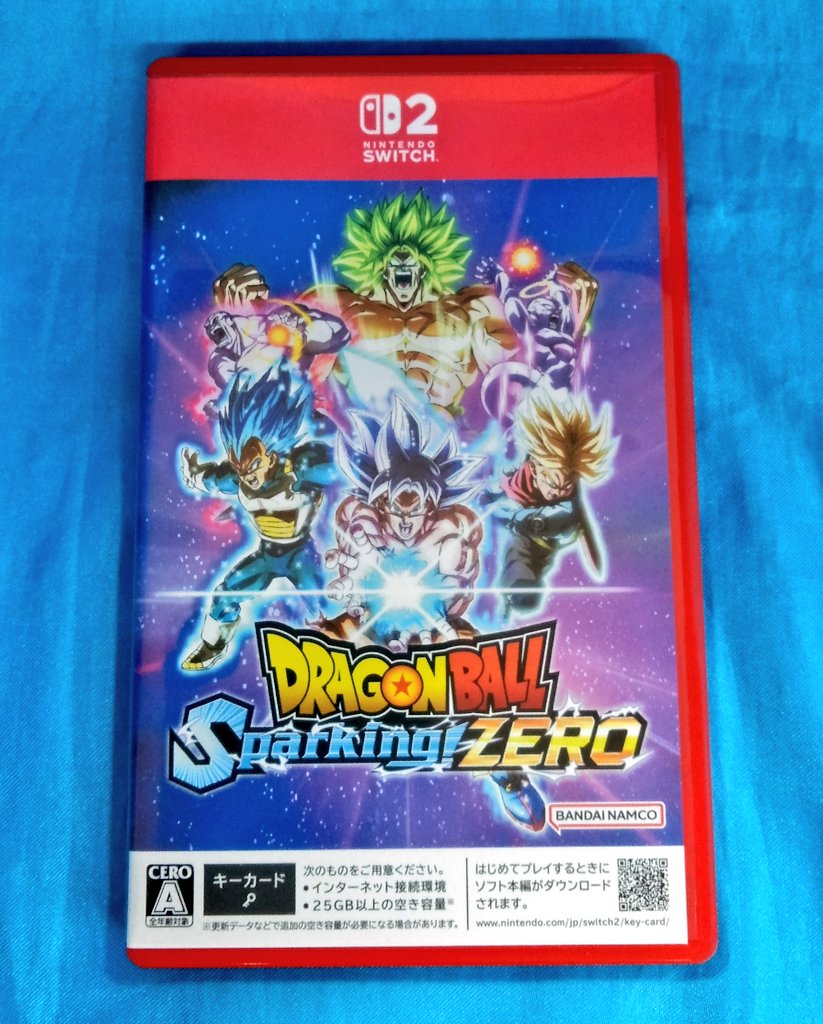 2
NINTENDO
SWITCH
DRAGON BALL
Sparking! ZERO
BANDAI NAMCO
CERO
A
全年齢対象
キーカード
次のものをご用意ください。
●インターネット接続環境
●25GB以上の空き容量※
※更新データなどで追加の空き容量が必要になる場合があります。
はじめてプレイするときに
ソフト本編がダウンロード
されます。
www.nintendo.com/jp/switch2/key-card/